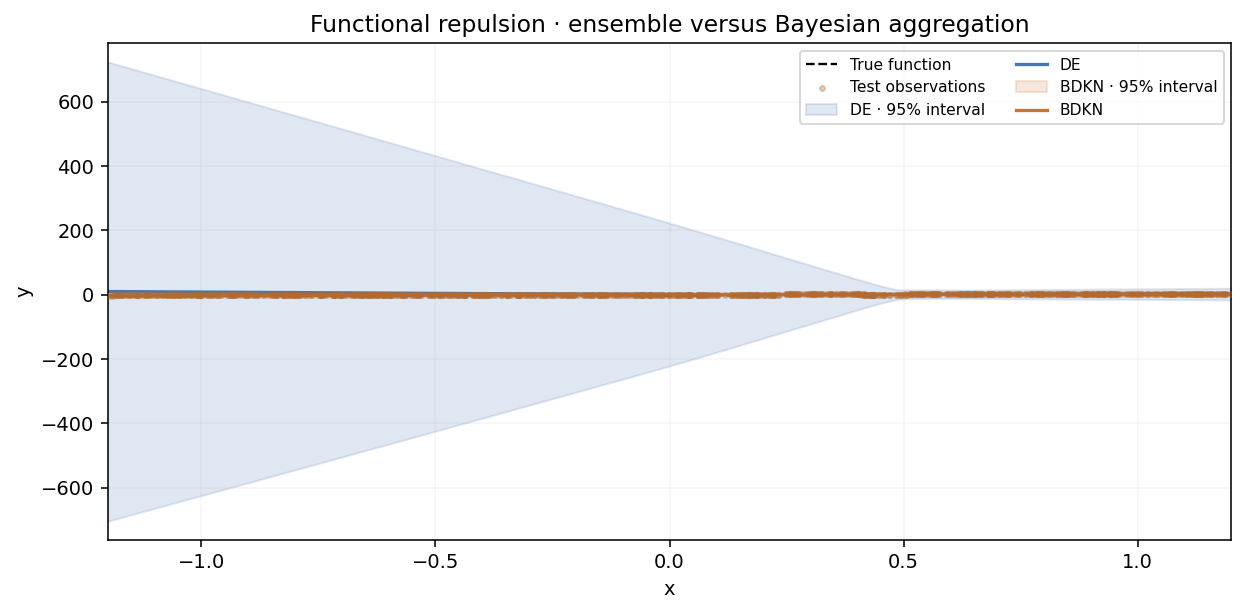 Functional repulsion · ensemble versus Bayesian aggregation
True function
Test observations
DE · 95% interval
DE
BDKN · 95% interval
BDKN
y
600
400
200
0
−200
−400
−600
−1.0
−0.5
0.0
0.5
1.0
x